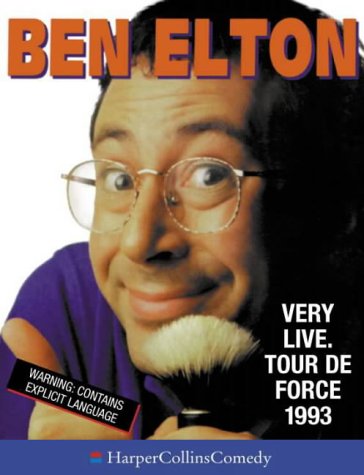 BEN ELTON
VERY
LIVE.
TOUR DE
FORCE
1993
WARNING: CONTAINS
EXPLICIT LANGUAGE
HarperCollinsComedy